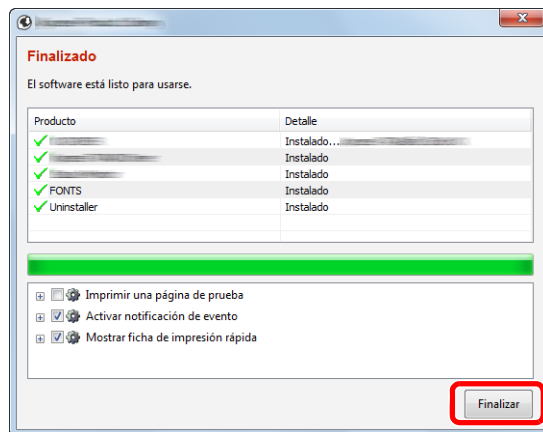 Finalizado
El software está listo para usarse.
Producto Detalle
Instalado...
Instalado
Instalado
FONTS Instalado
Uninstaller Instalado
Imprimir una página de prueba
Activar notificación de evento
Mostrar ficha de impresión rápida
Finalizar